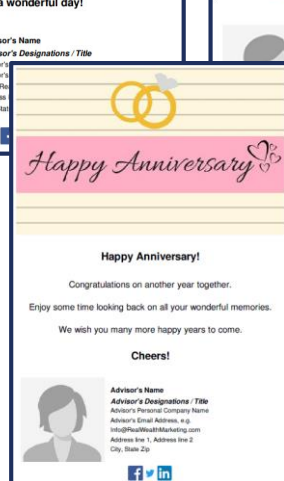 a wonderful day!
sor's Name
sor's Designations / Title
Happy Anniversary
Happy Anniversary!
Congratulations on another year together.
Enjoy some time looking back on all your wonderful memories.
We wish you many more happy years to come.
Cheers!
Advisor's Name
Advisor's Designations / Title
Advisor's Personal Company Name
Advisor's Email Address, e.g.
Info@RealWealthMarketing.com
Address line 1, Address line 2
City, State Zip
f in